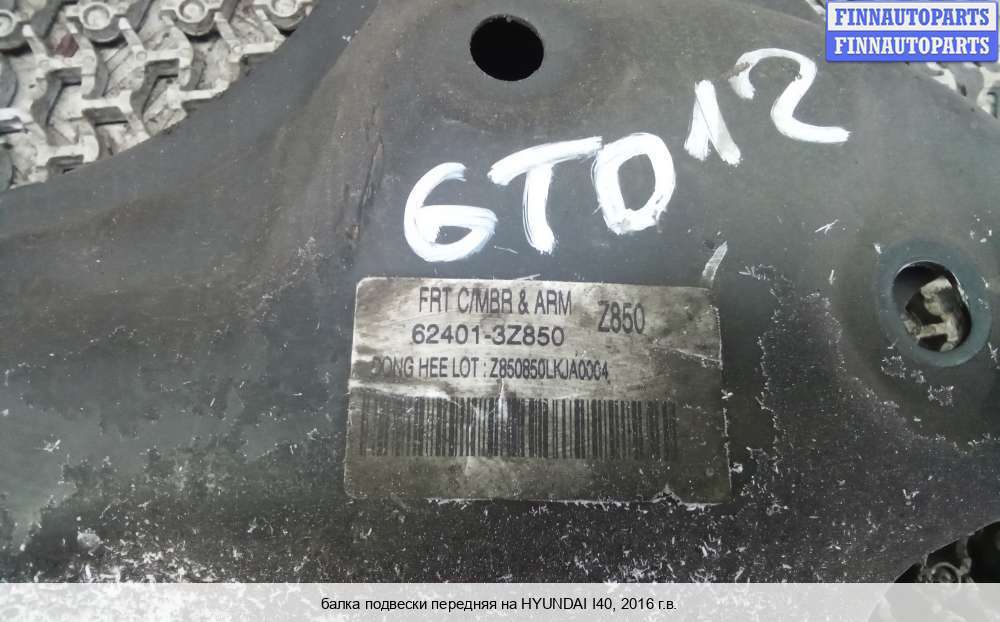 FINNAUTOPARTS
FINNAUTOPARTS
6TD12
FRT C/MBR & ARM
Z850
62401-3Z850
DONG HEE LOT : Z850850LKJA0004
балка подвески передняя на HYUNDAI I40, 2016 г.в.